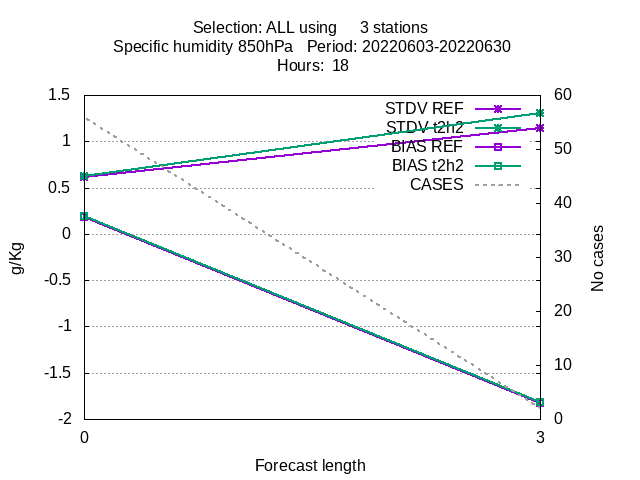 Selection: ALL using 3 stations
Specific humidity 850hPa Period: 20220603-20220630
Hours: 18
STDV REF
STDV t2h2
BIAS REF
BIAS t2h2
CASES
1.5
1
0.5
0
-0.5
-1
-1.5
-2
60
50
40
30
20
10
0
g/Kg
No cases
0 3
Forecast length